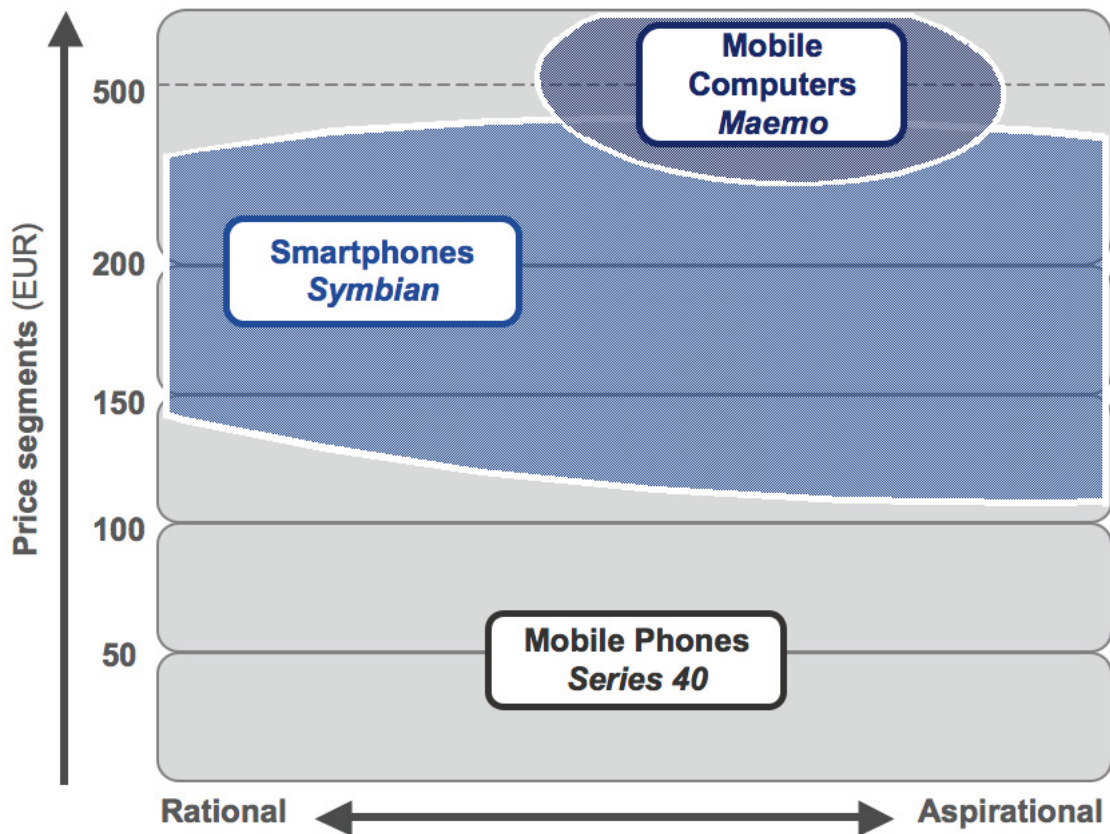 Mobile
Computers
Maemo
500
Smartphones
Symbian
200
150
100
Mobile Phones
Series 40
50
Price segments (EUR)
Rational
Aspirational